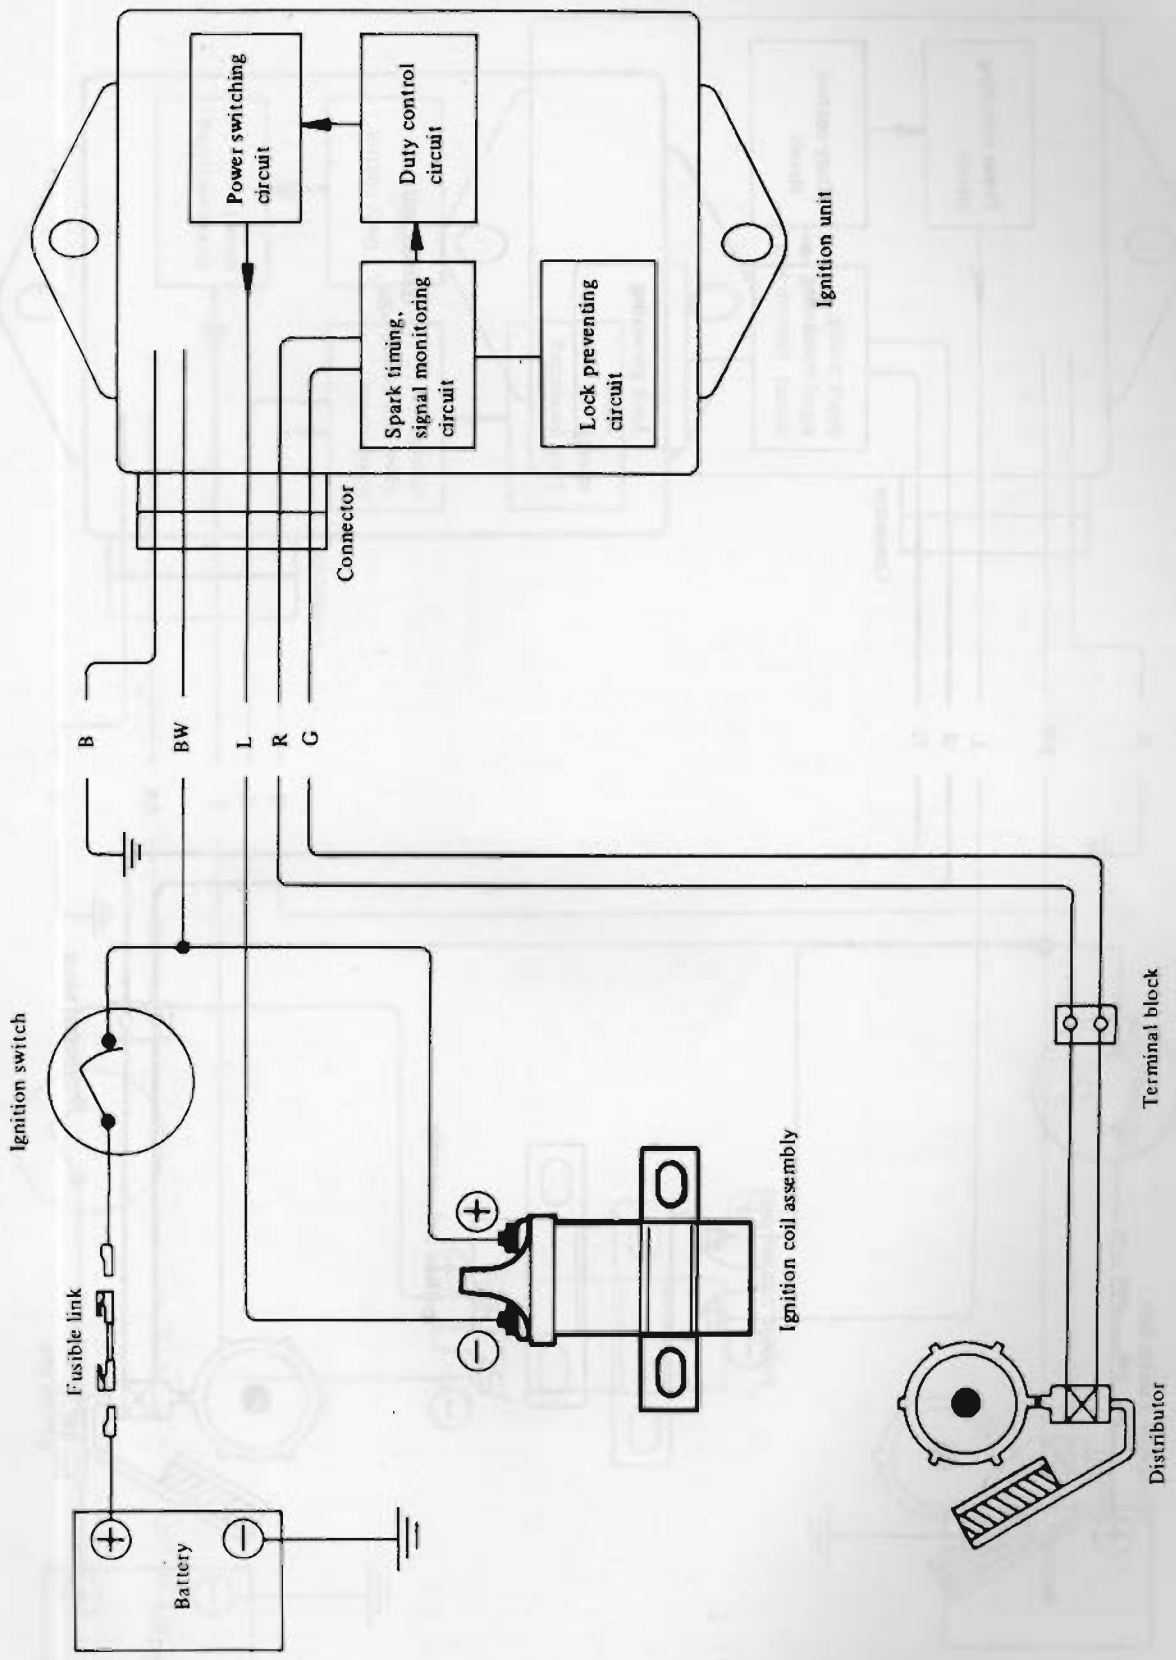 Battery
+
−
Fusible link
Ignition switch
B
BW
L
R
G
Connector
Power switching
circuit
Duty control
circuit
Spark timing,
signal monitoring
circuit
Lock preventing
circuit
Ignition unit
+
−
Ignition coil assembly
Terminal block
Distributor